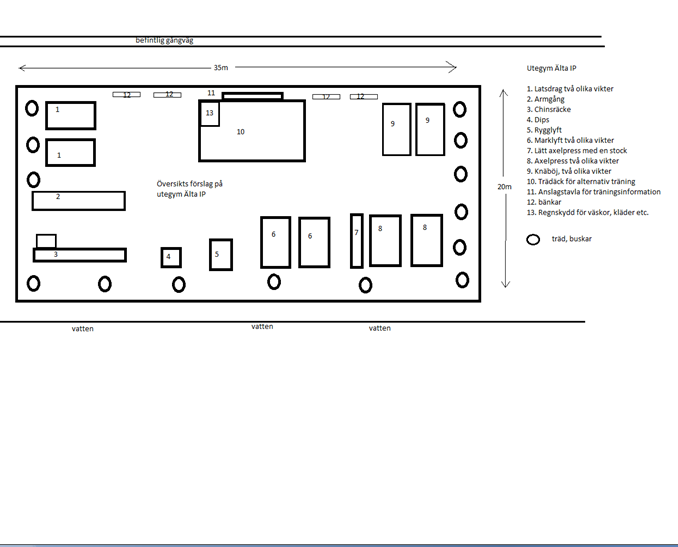 befintlig gångväg
35m
Utegym Älta IP
1. Latsdrag två olika vikter
2. Armgång
3. Chinsräcke
4. Dips
5. Rygglyft
6. Marklyft två olika vikter
7. Lätt axelpress med en stock
8. Axelpress två olika vikter
9. Knäböj, två olika vikter
10. Trädäck för alternativ träning
11. Anslagstavla för träningsinformation
12. bänkar
13. Regnskydd för väskor, kläder etc.
träd, buskar
20m
12
12
11
12
12
1
13
10
9
9
1
Översikts förslag på
utegym Älta IP
2
3
4
5
6
6
7
8
8
vatten
vatten
vatten